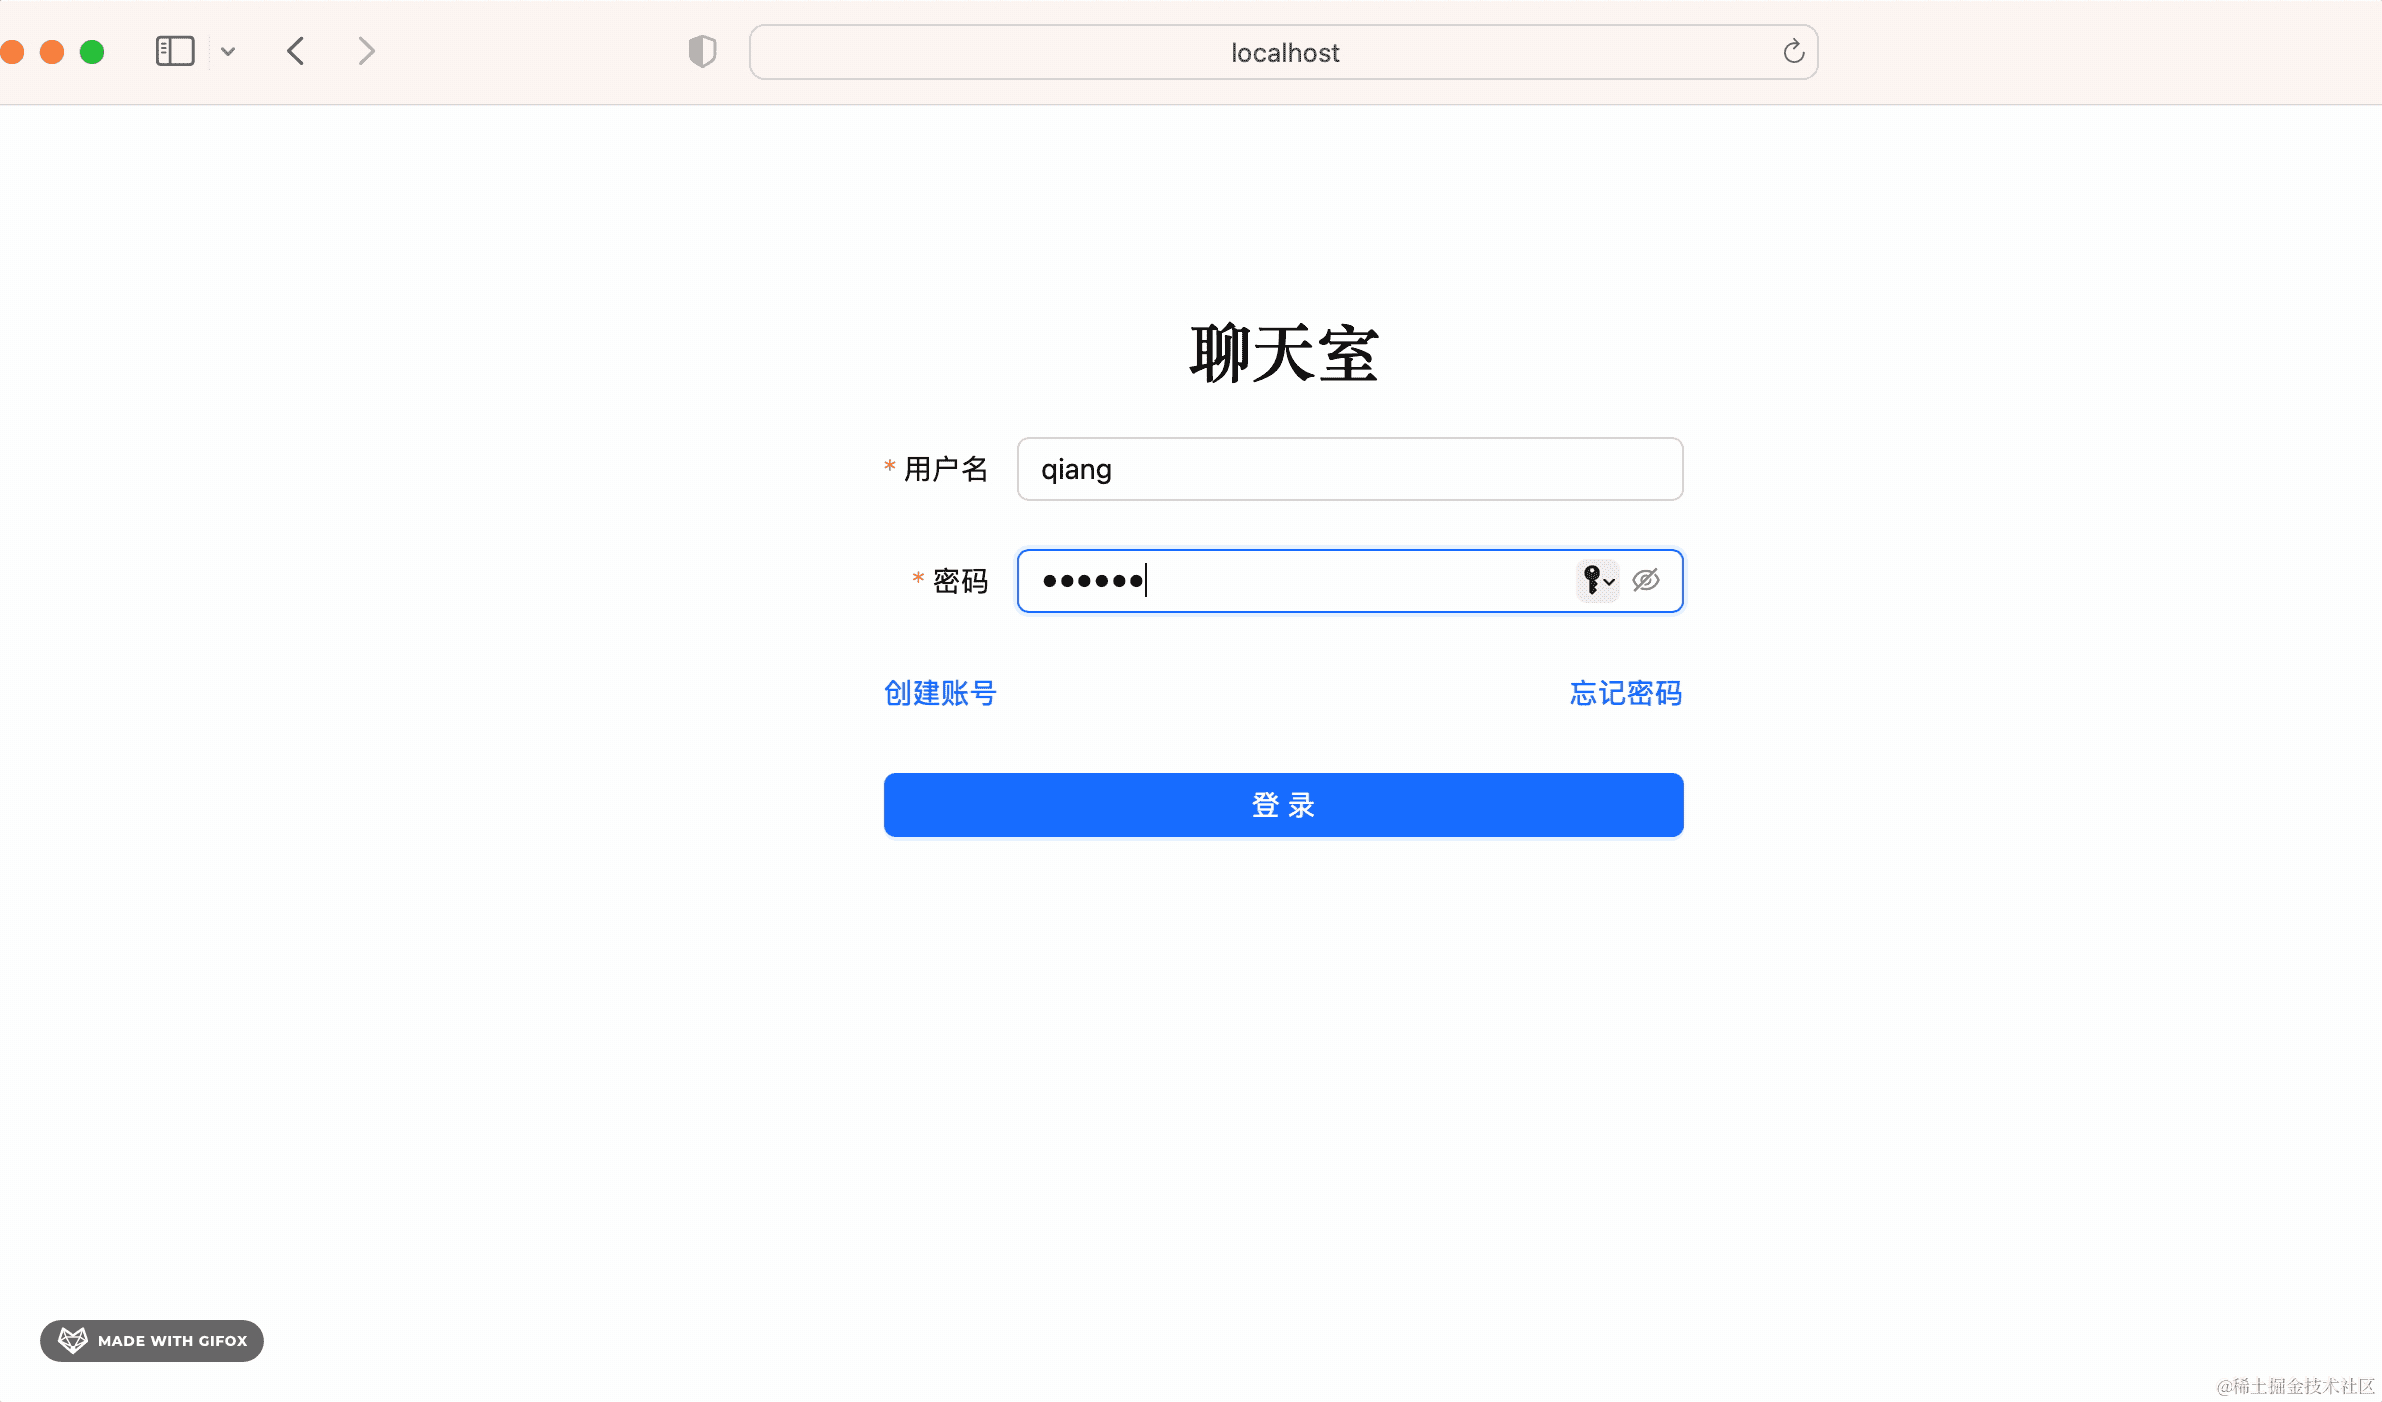 localhost
聊天室
* 用户名
qiang
* 密码
••••••
创建账号
忘记密码
登 录
MADE WITH GIFOX
@稀土掘金技术社区